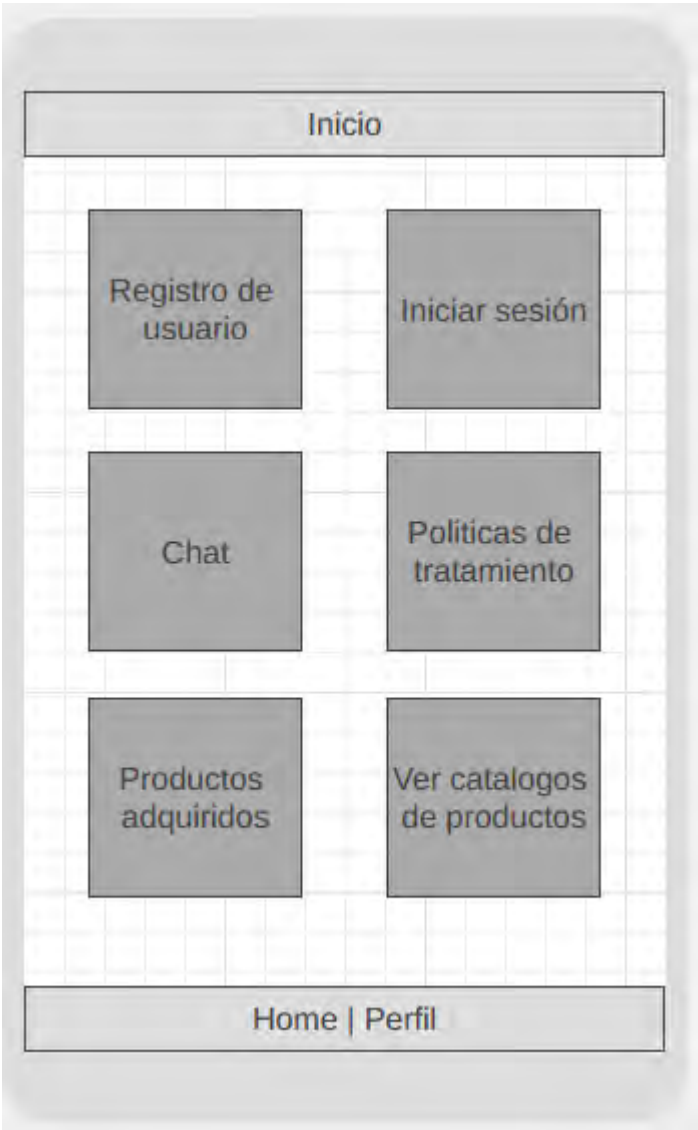 Inicio
Registro de
usuario
Iniciar sesión
Chat
Politicas de
tratamiento
Productos
adquiridos
Ver catalogos
de productos
Home | Perfil